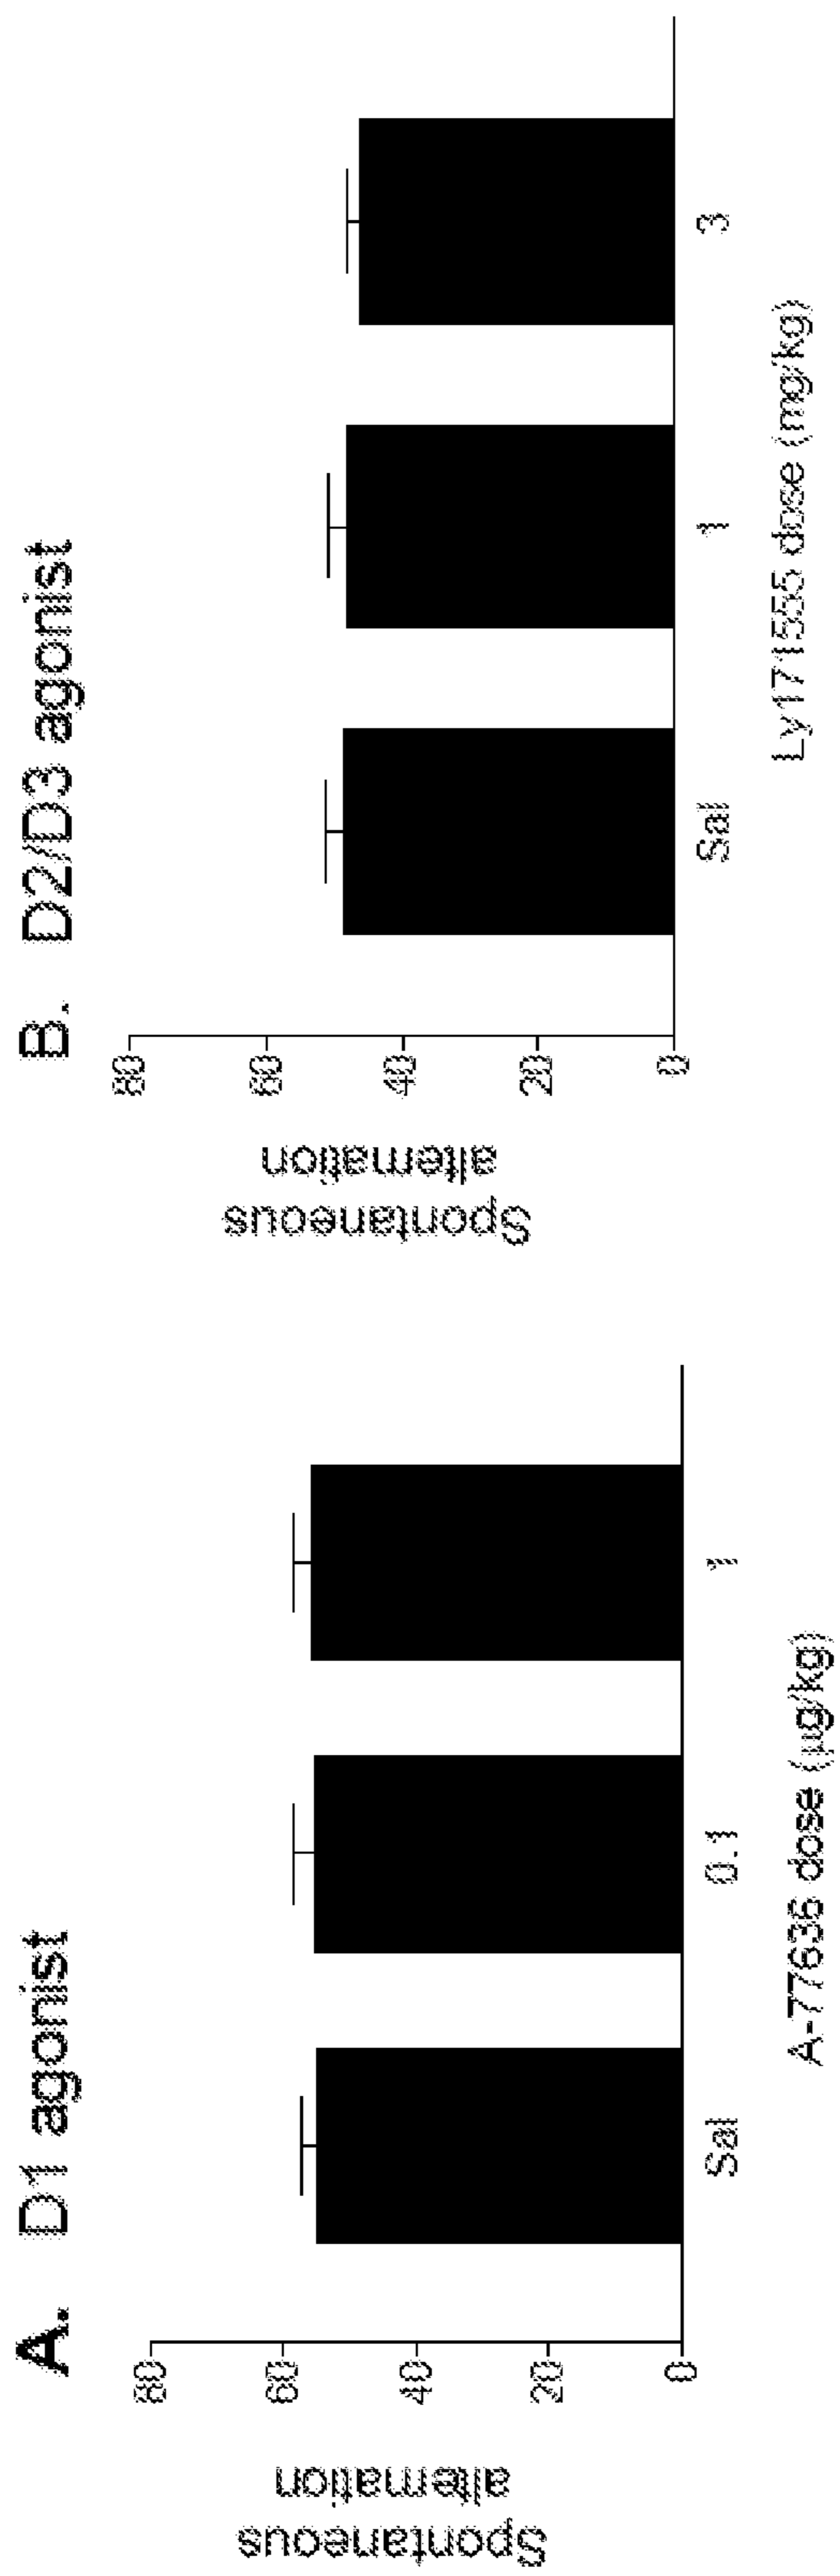 A. D1 agonist
Spontaneous
alternation
80
60
40
20
0
Sal
0.1
1
A-77636 dose (µg/kg)
B. D2/D3 agonist
Spontaneous
alternation
80
60
40
20
0
Sal
1
3
Ly171555 dose (mg/kg)